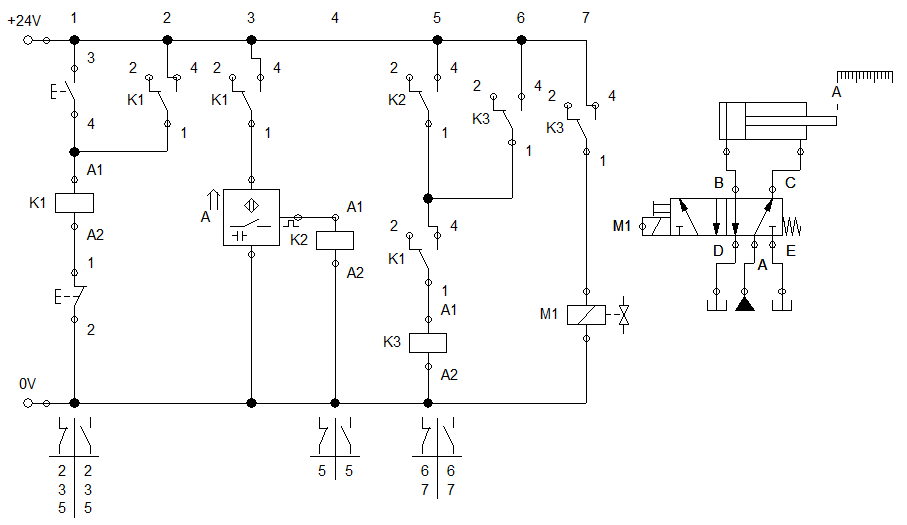 1 2 3 4 5 6 7
+24V
3 2 4 2 4 2 4 4 2 4
A
K1 K1 K2 K3 K3
4 1 1 1 1 1
A1
K1
A2
A
A1
K2
A2
4
2
K1
1
A1
K3
A2
M1
B C
M1
D A E
1
2
0V
2 2 5 5 6 6
3 3 7 7
5 5